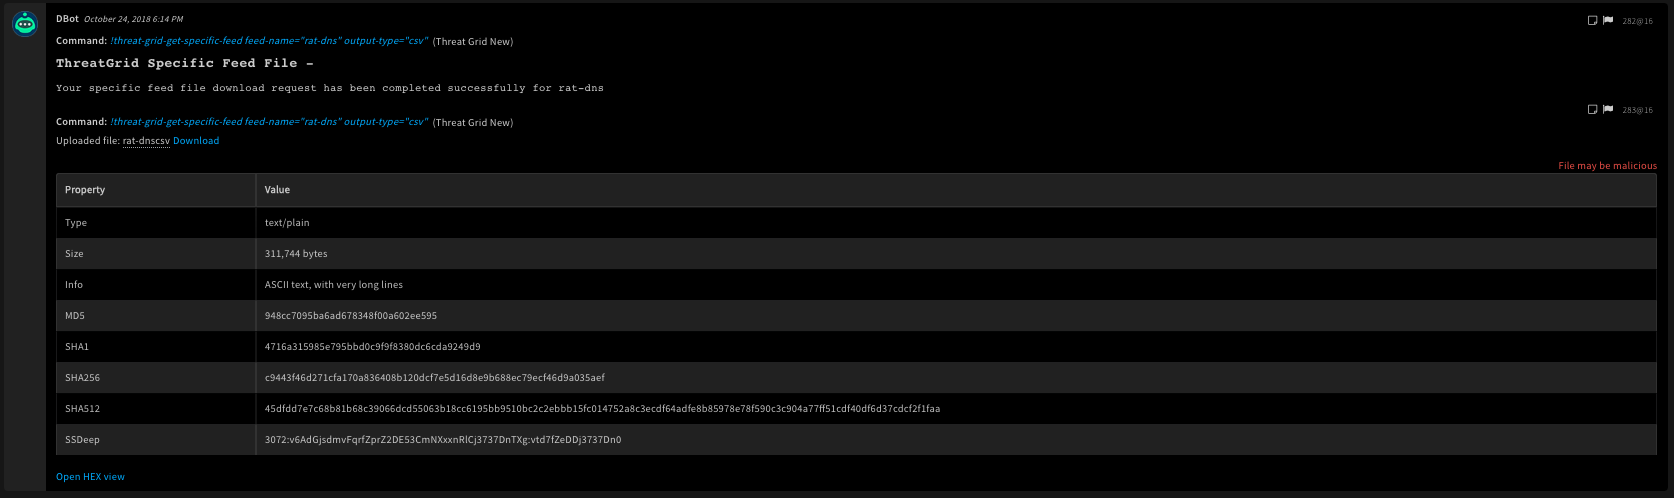 DBot October 24, 2018 6:14 PM
282@16
Command: !threat-grid-get-specific-feed feed-name="rat-dns" output-type="csv" (Threat Grid New)
ThreatGrid Specific Feed File -
Your specific feed file download request has been completed successfully for rat-dns
283@16
Command: !threat-grid-get-specific-feed feed-name="rat-dns" output-type="csv" (Threat Grid New)
Uploaded file: rat-dnscsv Download
File may be malicious
Property Value
Type text/plain
Size 311,744 bytes
Info ASCII text, with very long lines
MD5 948cc7095ba6ad678348f00a602ee595
SHA1 4716a315985e795bbd0c9f9f8380dc6cda9249d9
SHA256 c9443f46d271cfa170a836408b120dcf7e5d16d8e9b688ec79ecf46d9a035aef
SHA512 45dfdd7e7c68b81b68c39066dcd55063b18cc6195bb9510bc2c2ebbb15fc014752a8c3ecdf64adfe8b85978e78f590c3c904a77ff51cdf40df6d37cdcf2f1faa
SSDeep 3072:v6AdGjsdmvFqrfZprZ2DE53CmNXxxnRlCj3737DnTXg:vtd7fZeDDj3737Dn0
Open HEX view